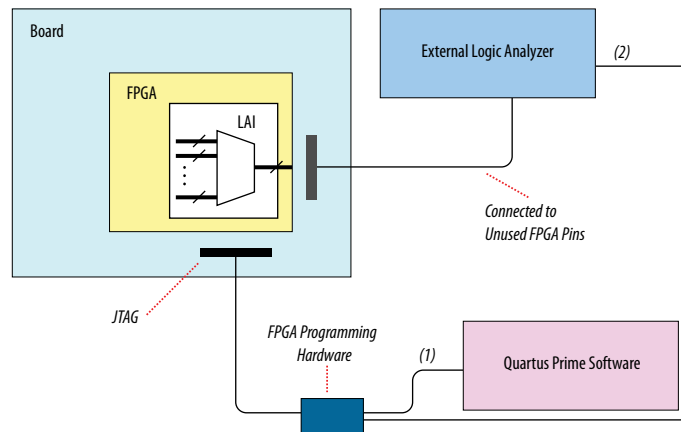 Board
External Logic Analyzer
(2)
FPGA
LAI
Connected to
Unused FPGA Pins
JTAG
FPGA Programming
Hardware
(1)
Quartus Prime Software